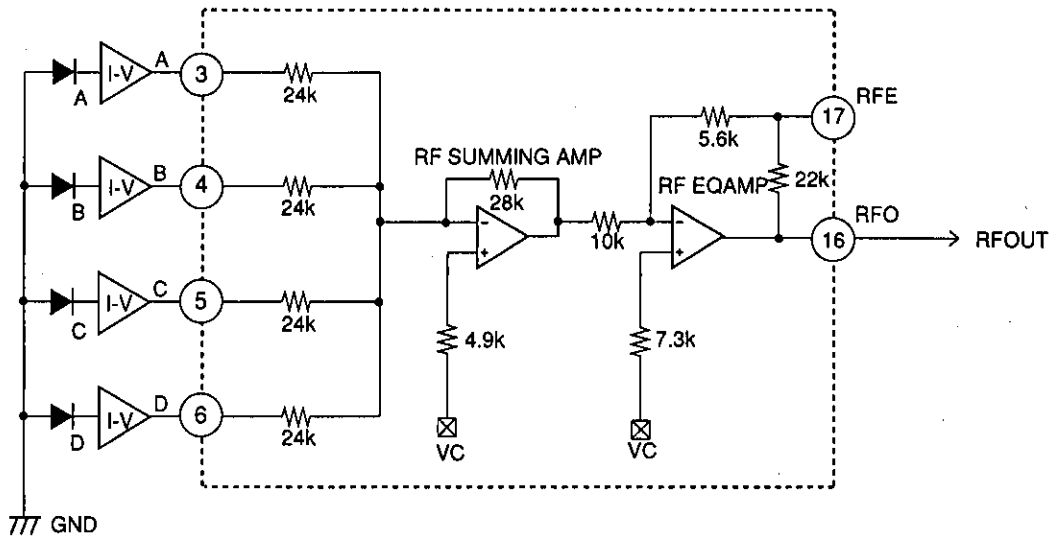 A
I-V
A
3
24k
B
I-V
B
4
24k
C
I-V
C
5
24k
D
I-V
D
6
24k
RF SUMMING AMP
28k
-
+
4.9k
VC
10k
RF EQAMP
-
+
7.3k
VC
5.6k
22k
17
RFE
16
RFO
RFOUT
GND